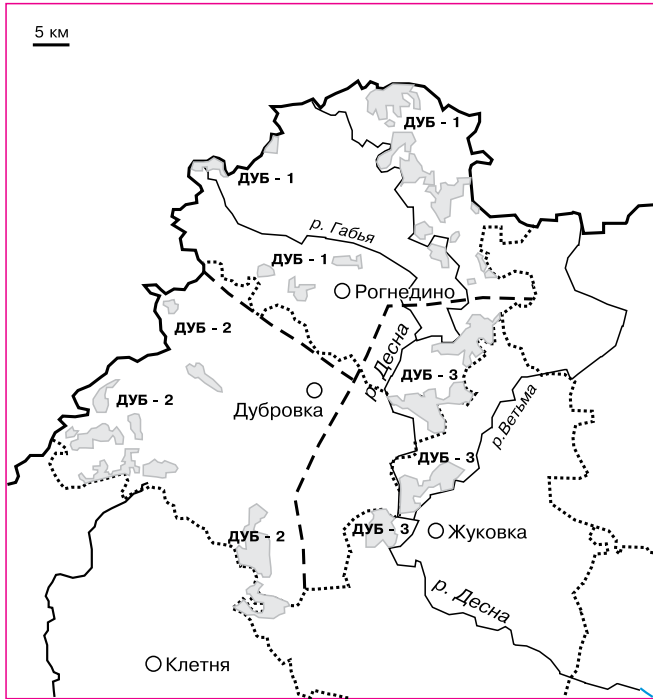 5 км
ДУБ - 1
ДУБ - 1
р. Габья
ДУБ - 1
Рогнедино
ДУБ - 2
р. Десна
ДУБ - 3
ДУБ - 2
Дубровка
р.Ветьма
ДУБ - 3
ДУБ - 2
ДУБ - 3
Жуковка
р. Десна
Клетня